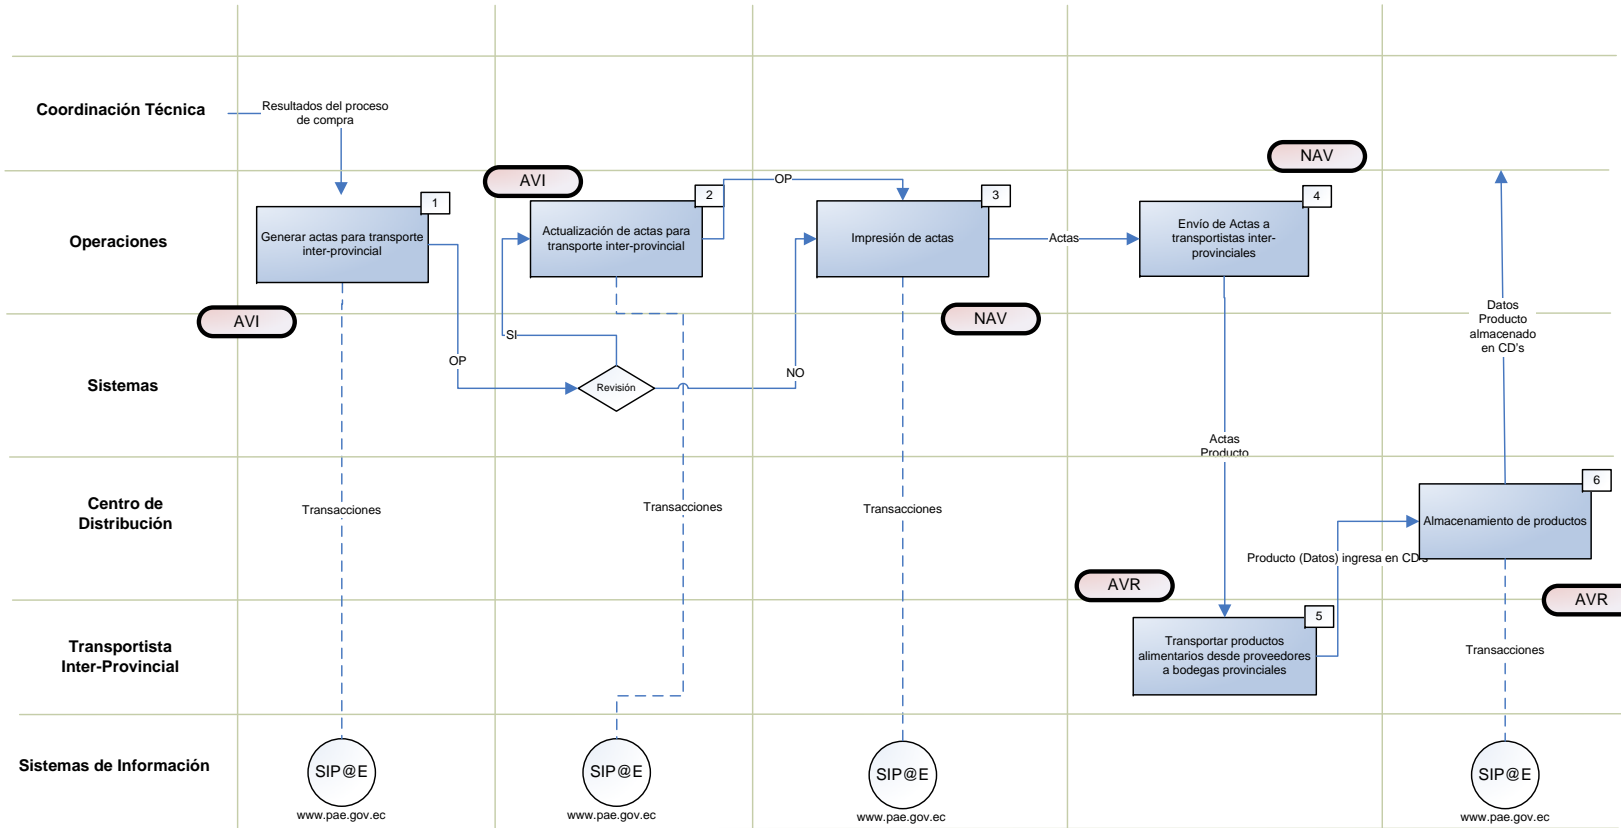 Coordinación Técnica
Resultados del proceso
de compra
NAV
AVI
OP
Operaciones
1
Generar actas para transporte
inter-provincial
2
Actualización de actas para
transporte inter-provincial
3
Impresión de actas
Actas
4
Envío de Actas a
transportistas inter-
provinciales
AVI
NAV
Datos
Producto
almacenado
en CD's
SI
OP
NO
Sistemas
Revisión
Actas
Producto
Centro de
Distribución
Transacciones
Transacciones
Transacciones
6
Almacenamiento de productos
Producto (Datos) ingresa en CD's
AVR
AVR
Transportista
Inter-Provincial
5
Transportar productos
alimentarios desde proveedores
a bodegas provinciales
Transacciones
Sistemas de Información
SIP@E
www.pae.gov.ec
SIP@E
www.pae.gov.ec
SIP@E
www.pae.gov.ec
SIP@E
www.pae.gov.ec